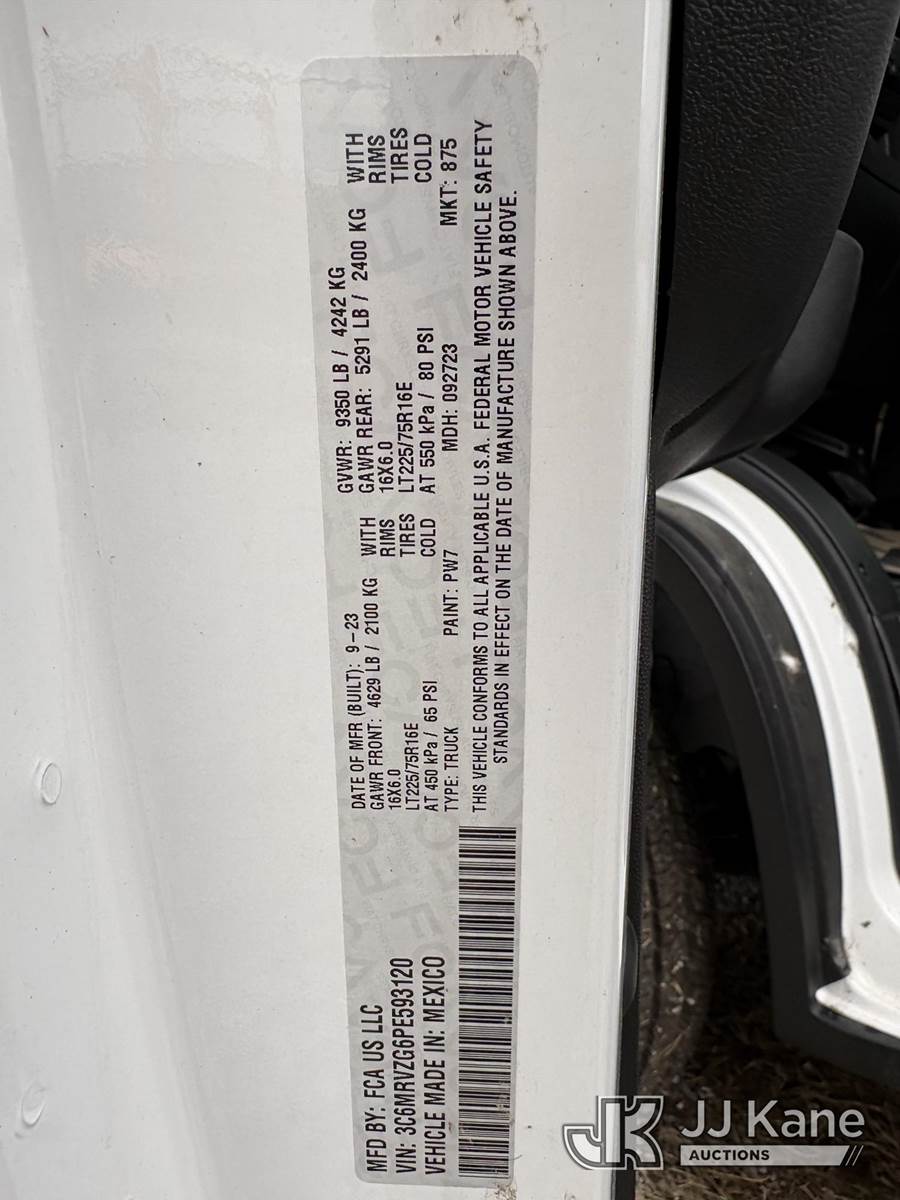 MFD BY: FCA US LLC
VIN: 3C6MRVZG6PE593120
VEHICLE MADE IN: MEXICO
DATE OF MFR (BUILT): 9-23
GAWR FRONT: 4629 LB / 2100 KG WITH
16X6.0 RIMS
LT225/75R16E TIRES
AT 450 kPa / 65 PSI COLD
GVWR: 9350 LB / 4242 KG
GAWR REAR: 5291 LB / 2400 KG WITH
16X6.0 RIMS
LT225/75R16E TIRES
AT 550 kPa / 80 PSI COLD
TYPE: TRUCK PAINT: PW7 MDH: 092723 MKT: 875
THIS VEHICLE CONFORMS TO ALL APPLICABLE U.S.A. FEDERAL MOTOR VEHICLE SAFETY
STANDARDS IN EFFECT ON THE DATE OF MANUFACTURE SHOWN ABOVE.
JK JJ Kane
AUCTIONS